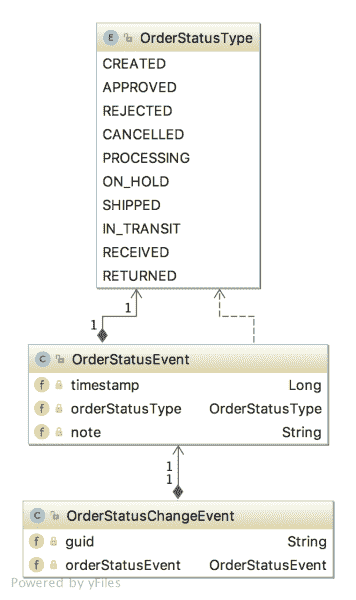 E OrderStatusType
CREATED
APPROVED
REJECTED
CANCELLED
PROCESSING
ON_HOLD
SHIPPED
IN_TRANSIT
RECEIVED
RETURNED
1
1
C OrderStatusEvent
f timestamp Long
f orderStatusType OrderStatusType
f note String
1
1
C OrderStatusChangeEvent
f guid String
f orderStatusEvent OrderStatusEvent
Powered by yFiles